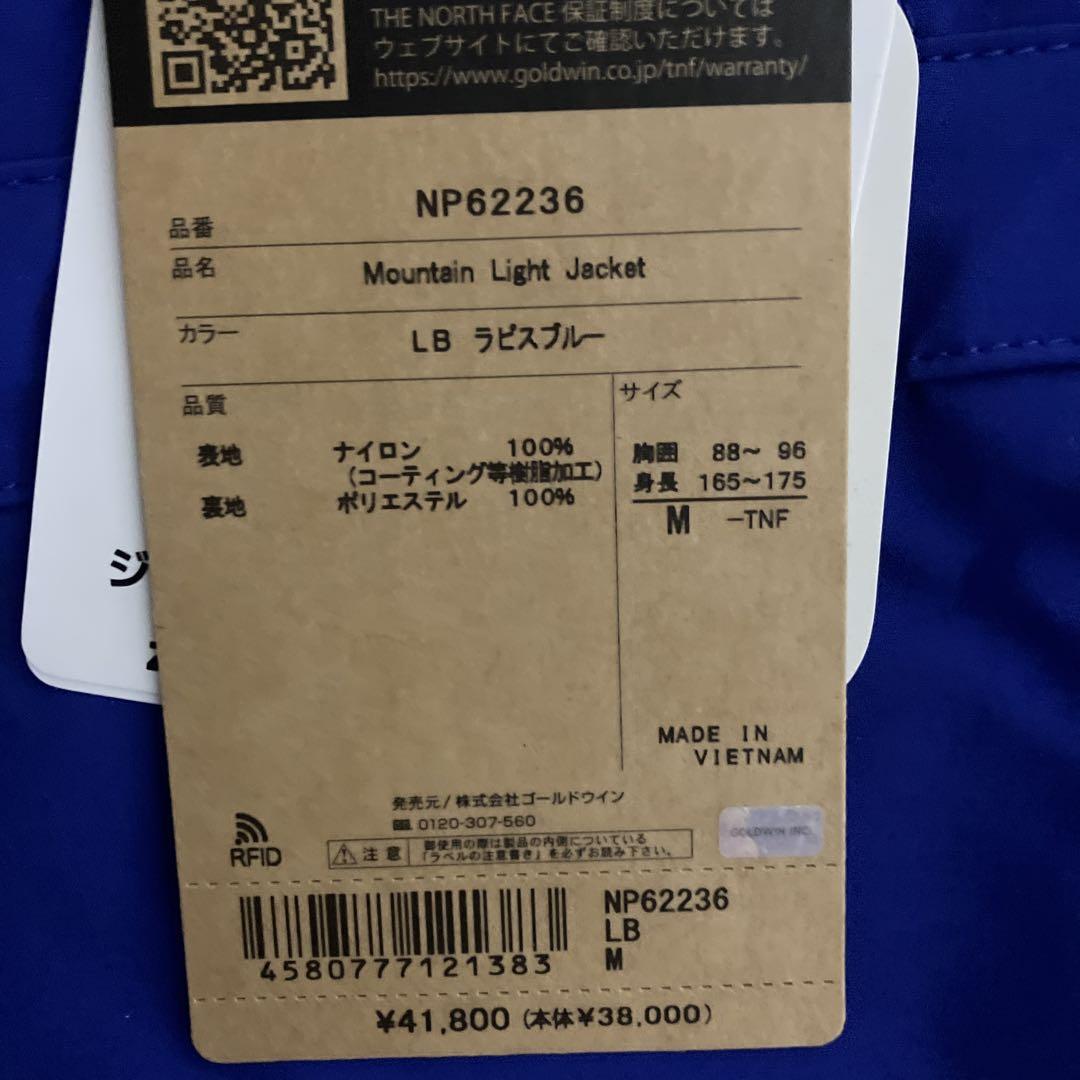 THE NORTH FACE 保証制度については
ウェブサイトにてご確認いただけます。
https://www.goldwin.co.jp/tnf/warranty/
品番 NP62236
品名 Mountain Light Jacket
カラー LB ラピスブルー
品質
表地 ナイロン 100%
(コーティング等樹脂加工)
裏地 ポリエステル 100%
サイズ
胸囲 88~ 96
身長 165~175
M -TNF
MADE IN
VIETNAM
発売元/株式会社ゴールドウイン
0120-307-560
RFID
注意 御使用の際は製品の内側についている
「ラベルの注意書き」を必ずお読み下さい。
GOLDWIN INC.
ジ
4580777121383
NP62236
LB
M
¥41,800 (本体¥38,000)